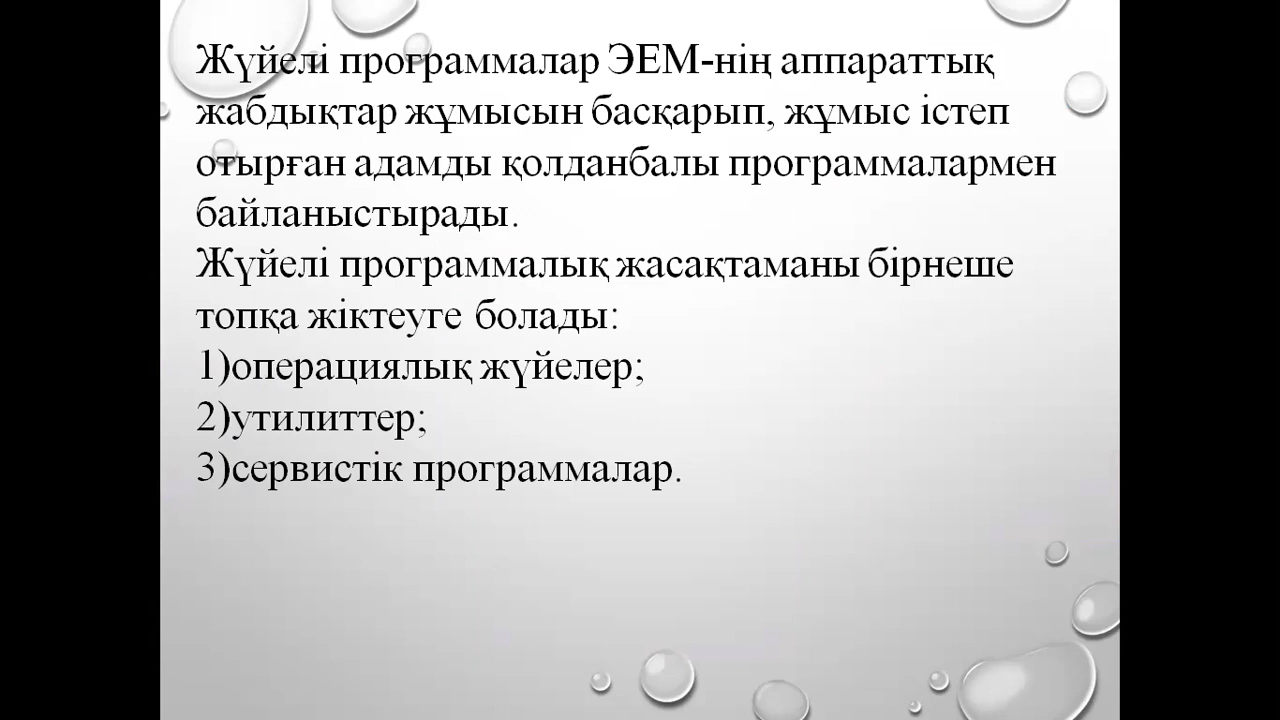 Жүйелі программалар ЭЕМ-нің аппараттық
жабдықтар жұмысын басқарып, жұмыс істеп
отырған адамды қолданбалы программалармен
байланыстырады.
Жүйелі программалық жасақтаманы бірнеше
топқа жіктеуге болады:
1)операциялық жүйелер;
2)утилиттер;
3)сервистік программалар.